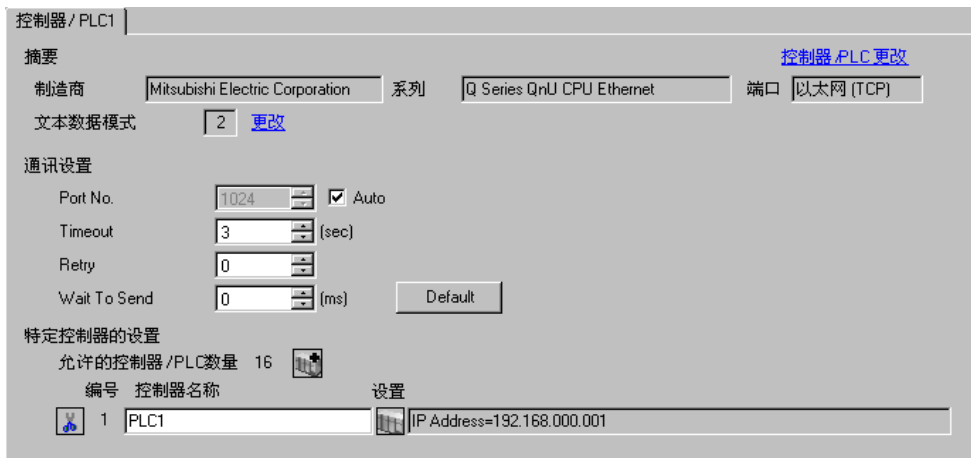 控制器/ PLC1
摘要 控制器/PLC 更改
制造商 Mitsubishi Electric Corporation 系列 Q Series QnU CPU Ethernet 端口 以太网 (TCP)
文本数据模式 2 更改
通讯设置
Port No. 1024 Auto
Timeout 3 (sec)
Retry 0
Wait To Send 0 (ms) Default
特定控制器的设置
允许的控制器/PLC数量 16
编号 控制器名称 设置
1 PLC1 IP Address=192.168.000.001